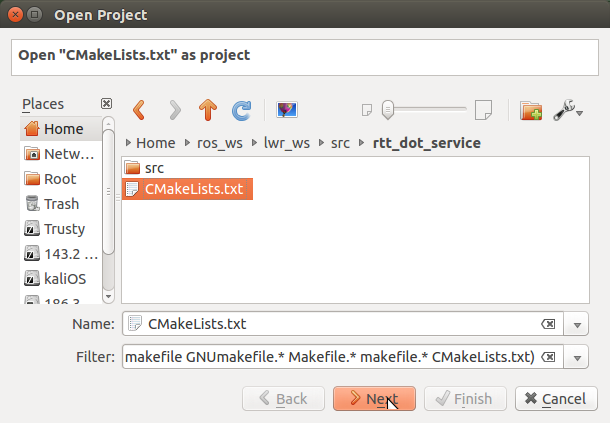 Open Project
Open "CMakeLists.txt" as project
Places
Home
Netw...
Root
Trash
Trusty
143.2 ...
kaliOS
186.3
Home ros_ws lwr_ws src rtt_dot_service
src
CMakeLists.txt
Name: CMakeLists.txt
Filter: makefile GNUmakefile.* Makefile.* makefile.* CMakeLists.txt)
Back Next Finish Cancel